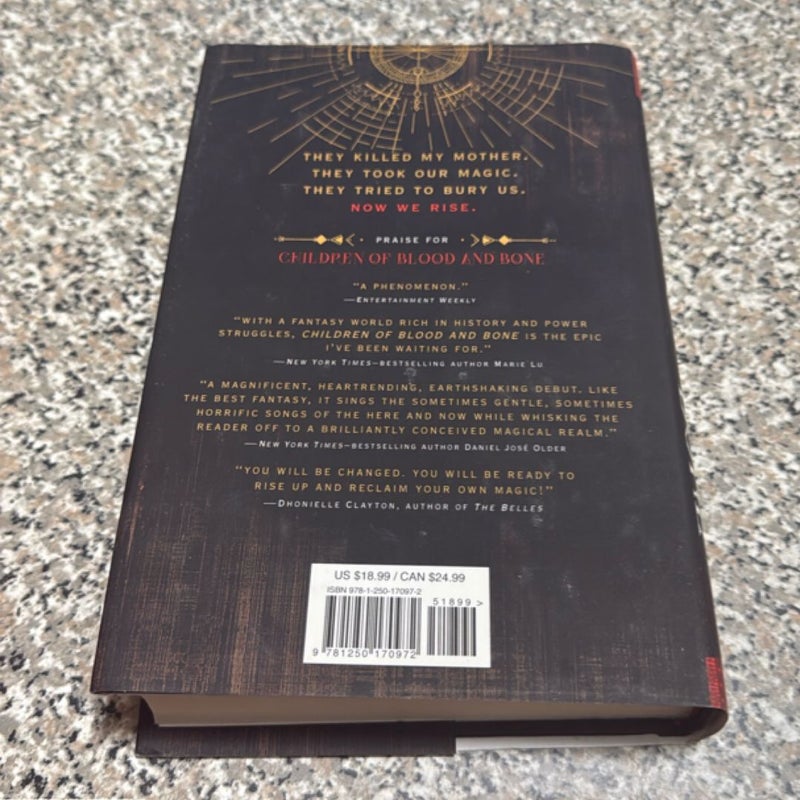 THEY KILLED MY MOTHER.
THEY TOOK OUR MAGIC.
THEY TRIED TO BURY US.
NOW WE RISE.
PRAISE FOR
CHILDREN OF BLOOD AND BONE
“A PHENOMENON.”
—ENTERTAINMENT WEEKLY
“WITH A FANTASY WORLD RICH IN HISTORY AND POWER
STRUGGLES, CHILDREN OF BLOOD AND BONE IS THE EPIC
I’VE BEEN WAITING FOR.”
—NEW YORK TIMES–BESTSELLING AUTHOR MARIE LU
“A MAGNIFICENT, HEARTRENDING, EARTHSHAKING DEBUT. LIKE
THE BEST FANTASY, IT SINGS THE SOMETIMES GENTLE, SOMETIMES
HORRIFIC SONGS OF THE HERE AND NOW WHILE WHISKING THE
READER OFF TO A BRILLIANTLY CONCEIVED MAGICAL REALM.”
—NEW YORK TIMES–BESTSELLING AUTHOR DANIEL JOSÉ OLDER
“YOU WILL BE CHANGED. YOU WILL BE READY TO
RISE UP AND RECLAIM YOUR OWN MAGIC!”
—DHONIELLE CLAYTON, AUTHOR OF THE BELLES
US $18.99 / CAN $24.99
ISBN 978-1-250-17097-2
51899>
9 781250 170972